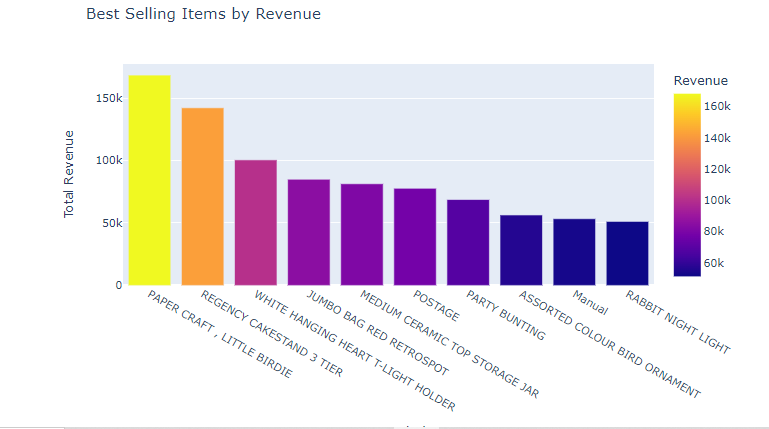 Best Selling Items by Revenue
Revenue
Total Revenue
150k
100k
50k
0
160k
140k
120k
100k
80k
60k
PAPER CRAFT , LITTLE BIRDIE
REGENCY CAKESTAND 3 TIER
WHITE HANGING HEART T-LIGHT HOLDER
JUMBO BAG RED RETROSPOT
MEDIUM CERAMIC TOP STORAGE JAR
POSTAGE
PARTY BUNTING
ASSORTED COLOUR BIRD ORNAMENT
Manual
RABBIT NIGHT LIGHT